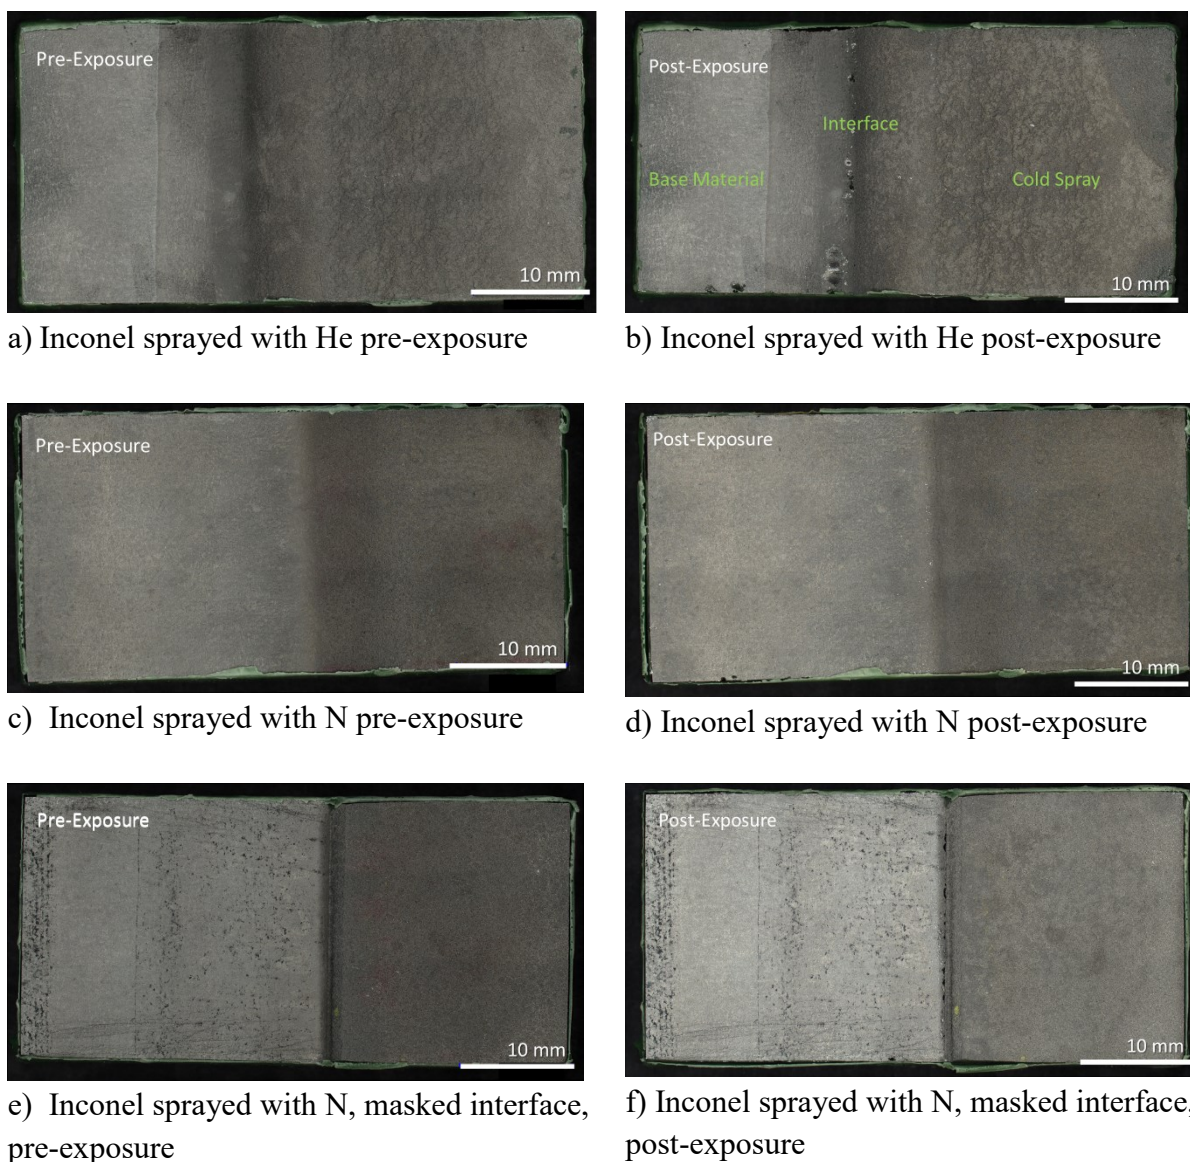 Pre-Exposure
10 mm
Post-Exposure
Interface
Base Material
Cold Spray
10 mm
a) Inconel sprayed with He pre-exposure
b) Inconel sprayed with He post-exposure
Pre-Exposure
10 mm
Post-Exposure
10 mm
c) Inconel sprayed with N pre-exposure
d) Inconel sprayed with N post-exposure
Pre-Exposure
10 mm
Post-Exposure
10 mm
e) Inconel sprayed with N, masked interface,
pre-exposure
f) Inconel sprayed with N, masked interface,
post-exposure